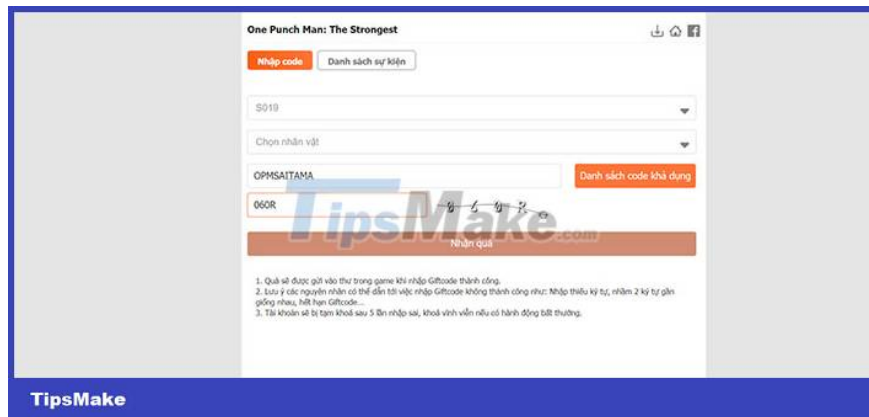 One Punch Man: The Strongest
Nhập code
Danh sách sự kiện
S019
Chọn nhân vật
OPMSAITAMA
Danh sách code khả dụng
060R
060R
TipsMake.com
Nhận quà
1. Quà sẽ được gửi vào thư trong game khi nhập Giftcode thành công.
2. Lưu ý các nguyên nhân có thể dẫn tới việc nhập Giftcode không thành công như: Nhập thiếu ký tự, nhầm 2 ký tự gần
giống nhau, hết hạn Giftcode...
3. Tài khoản sẽ bị tạm khoá sau 5 lần nhập sai, khoá vĩnh viễn nếu có hành động bất thường.
TipsMake